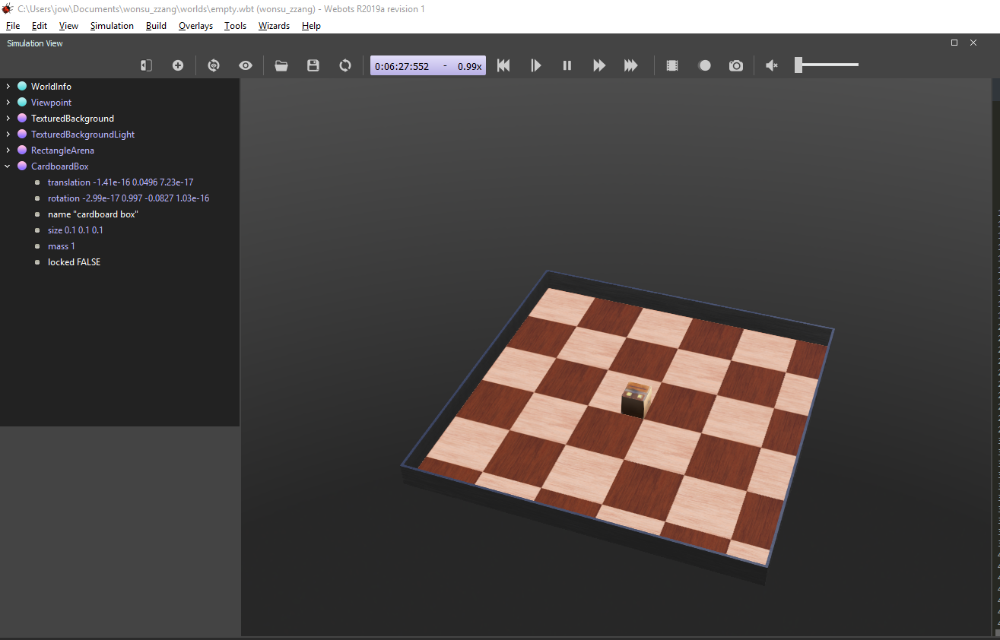 C:\Users\jow\Documents\wonsu_zzang\worlds\empty.wbt (wonsu_zzang) - Webots R2019a revision 1
File Edit View Simulation Build Overlays Tools Wizards Help
Simulation View
0:06:27:552 - 0.99x
WorldInfo
Viewpoint
TexturedBackground
TexturedBackgroundLight
RectangleArena
CardboardBox
translation -1.41e-16 0.0496 7.23e-17
rotation -2.99e-17 0.997 -0.0827 1.03e-16
name "cardboard box"
size 0.1 0.1 0.1
mass 1
locked FALSE